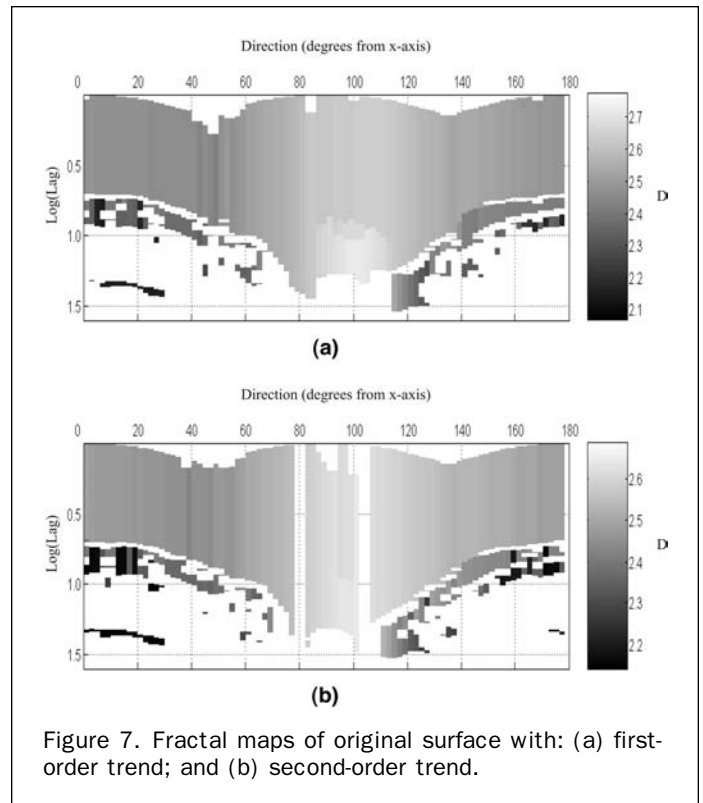 Direction (degrees from x-axis)
0 20 40 60 80 100 120 140 160 180
Log(Lag)
0.5
1.0
1.5
2.7
2.6
2.5
2.4
2.3
2.2
2.1
D
(a)
Direction (degrees from x-axis)
0 20 40 60 80 100 120 140 160 180
Log(Lag)
0.5
1.0
1.5
2.6
2.5
2.4
2.3
2.2
D
(b)
Figure 7. Fractal maps of original surface with: (a) first-
order trend; and (b) second-order trend.